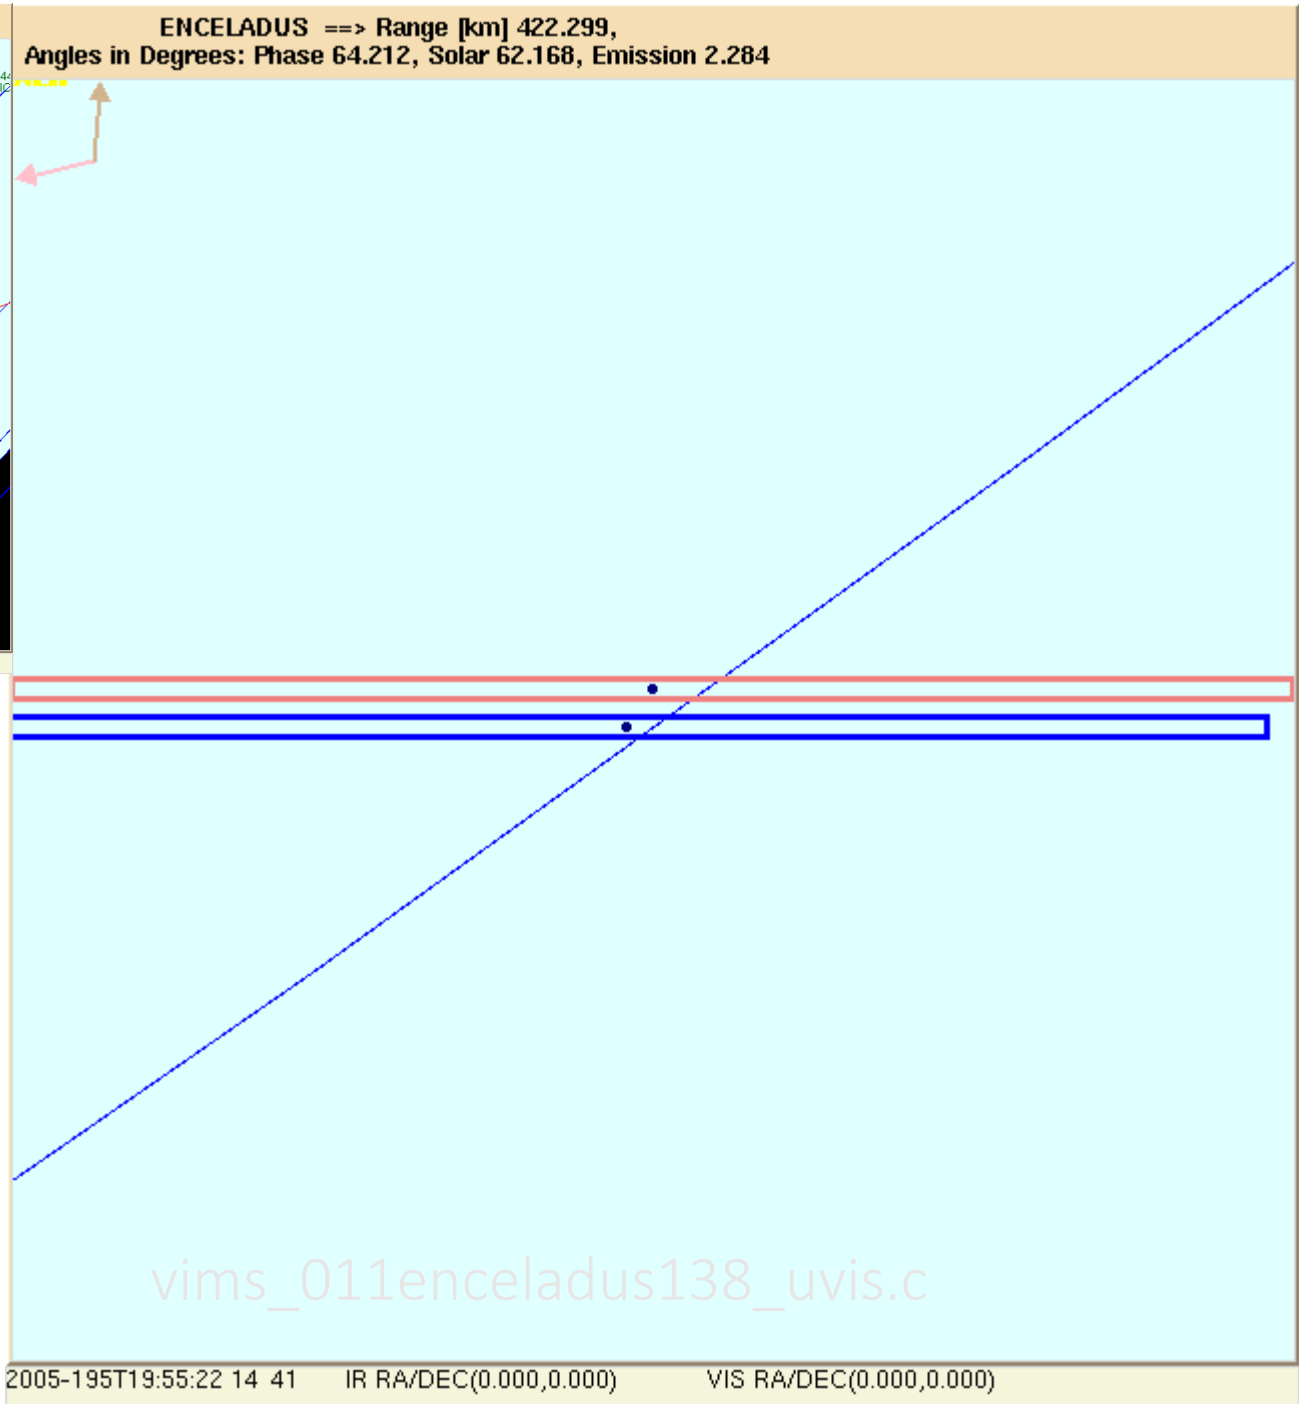 ENCELADUS ==> Range [km] 422.299,
Angles in Degrees: Phase 64.212, Solar 62.168, Emission 2.284
vims_011enceladus138_uvis.c
2005-195T19:55:22 14 41 IR RA/DEC(0.000,0.000) VIS RA/DEC(0.000,0.000)